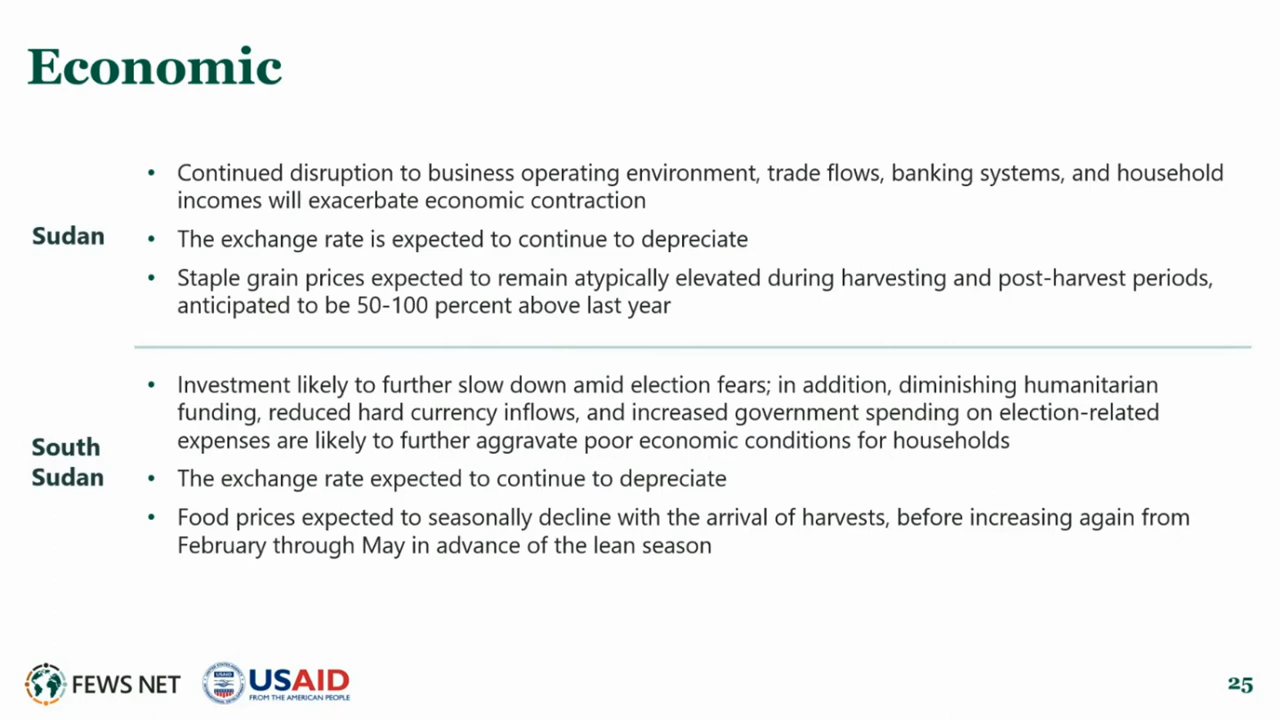 Economic
Sudan
• Continued disruption to business operating environment, trade flows, banking systems, and household
incomes will exacerbate economic contraction
• The exchange rate is expected to continue to depreciate
• Staple grain prices expected to remain atypically elevated during harvesting and post-harvest periods,
anticipated to be 50-100 percent above last year
South
Sudan
• Investment likely to further slow down amid election fears; in addition, diminishing humanitarian
funding, reduced hard currency inflows, and increased government spending on election-related
expenses are likely to further aggravate poor economic conditions for households
• The exchange rate expected to continue to depreciate
• Food prices expected to seasonally decline with the arrival of harvests, before increasing again from
February through May in advance of the lean season
FEWS NET
USAID
FROM THE AMERICAN PEOPLE
25